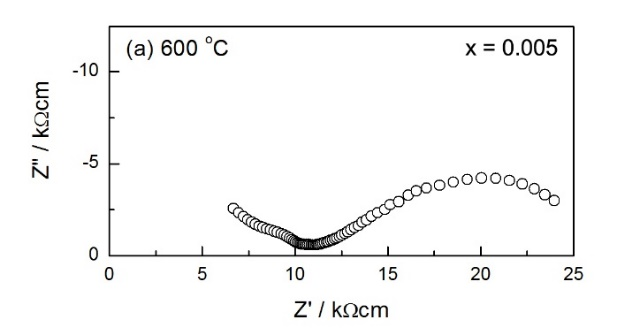 (a) 600 °C
x = 0.005
-10
-5
0
Z" / kΩcm
0 5 10 15 20 25
Z' / kΩcm